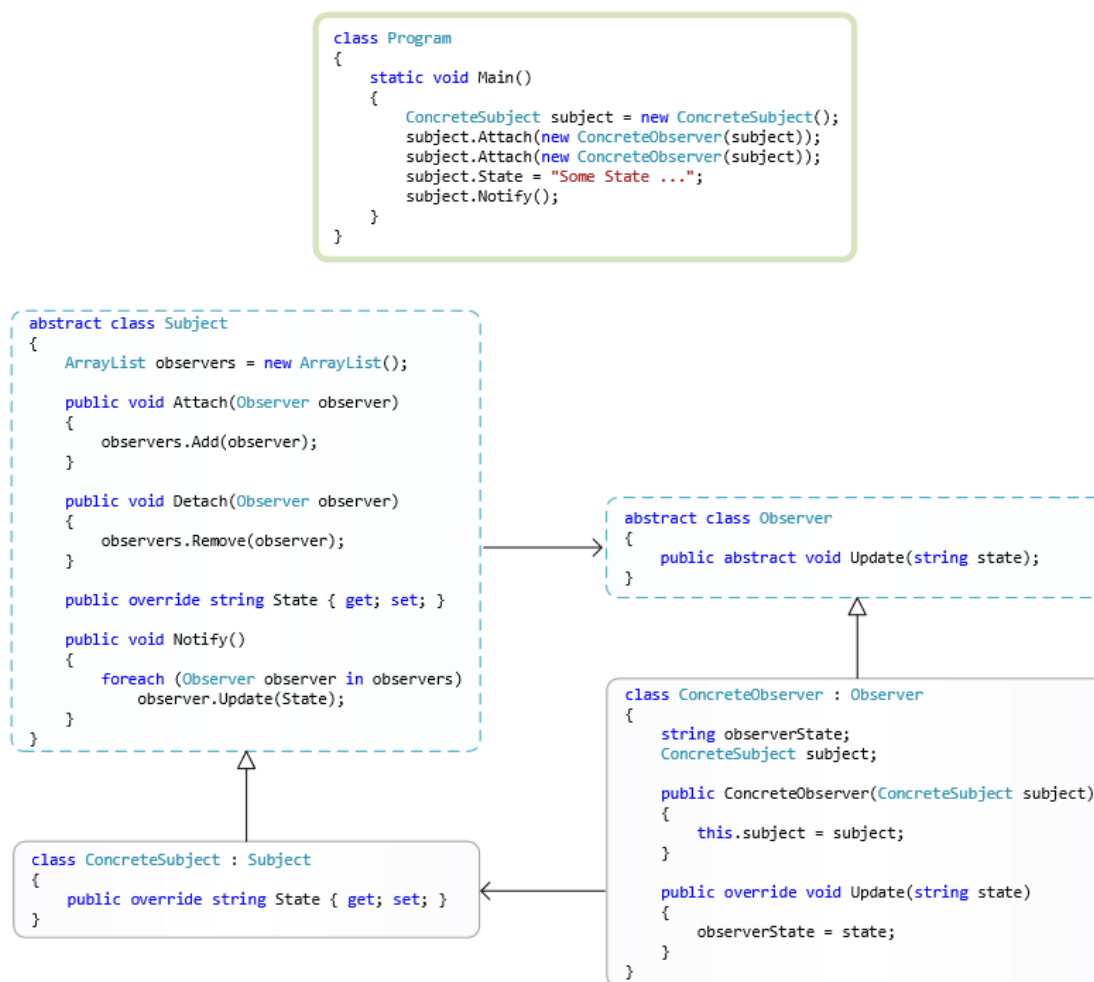 class Program
{
    static void Main()
    {
        ConcreteSubject subject = new ConcreteSubject();
        subject.Attach(new ConcreteObserver(subject));
        subject.Attach(new ConcreteObserver(subject));
        subject.State = "Some State ...";
        subject.Notify();
    }
}
abstract class Subject
{
    ArrayList observers = new ArrayList();
    public void Attach(Observer observer)
    {
        observers.Add(observer);
    }
    public void Detach(Observer observer)
    {
        observers.Remove(observer);
    }
    public override string State { get; set; }
    public void Notify()
    {
        foreach (Observer observer in observers)
            observer.Update(State);
    }
}
abstract class Observer
{
    public abstract void Update(string state);
}
class ConcreteSubject : Subject
{
    public override string State { get; set; }
}
class ConcreteObserver : Observer
{
    string observerState;
    ConcreteSubject subject;
    public ConcreteObserver(ConcreteSubject subject)
    {
        this.subject = subject;
    }
    public override void Update(string state)
    {
        observerState = state;
    }
}